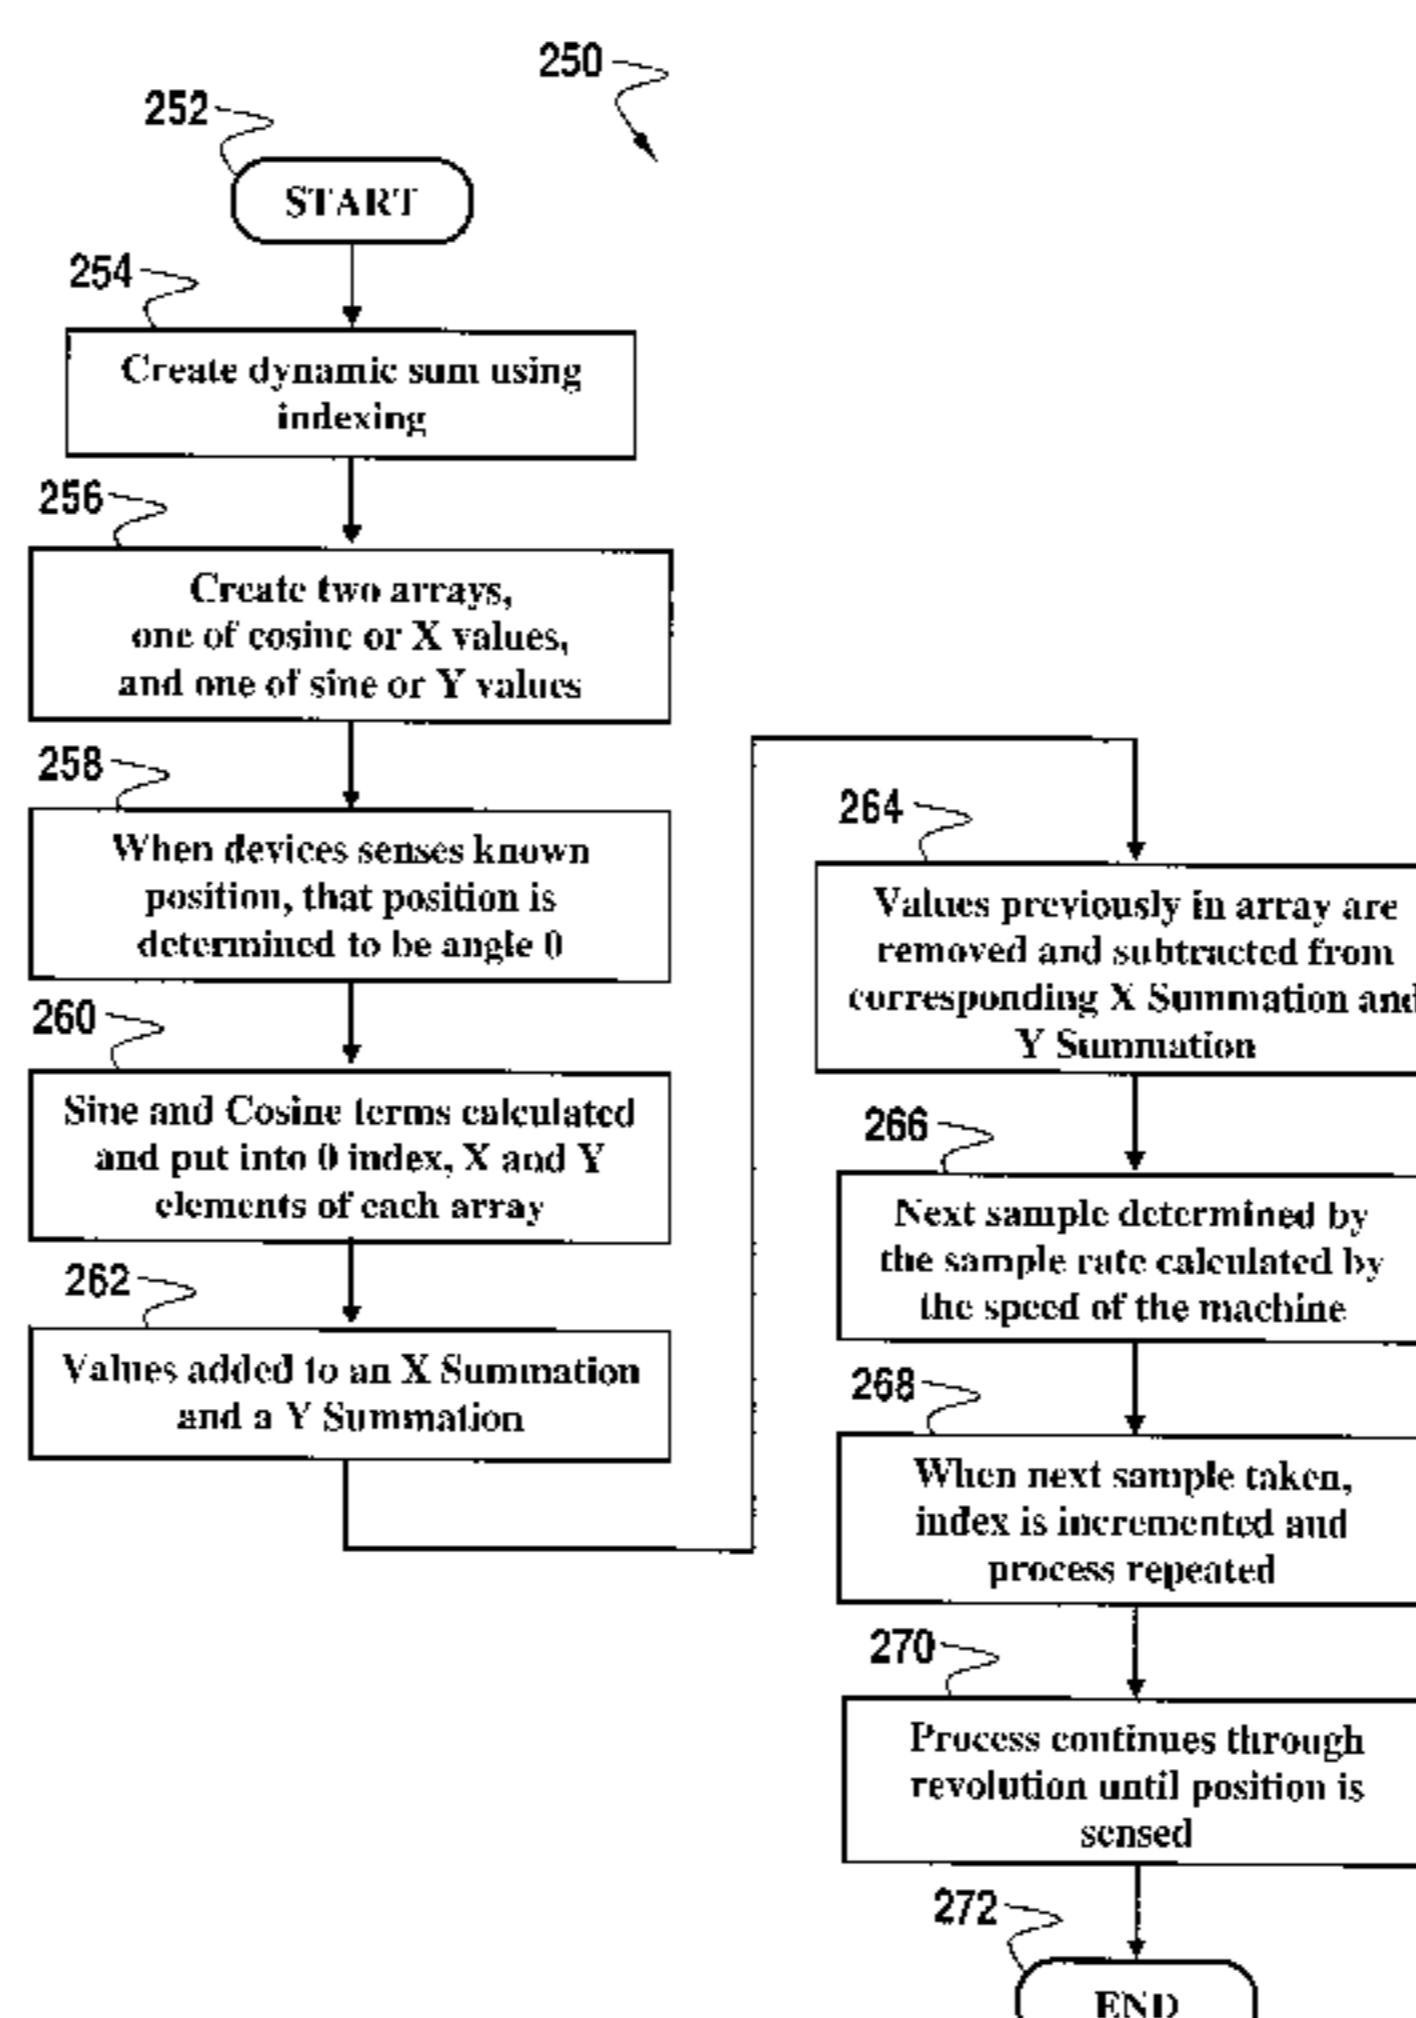 250
252
START
254
Create dynamic sum using
indexing
256
Create two arrays,
one of cosine or X values,
and one of sine or Y values
258
When devices senses known
position, that position is
determined to be angle 0
260
Sine and Cosine terms calculated
and put into 0 index, X and Y
elements of each array
262
Values added to an X Summation
and a Y Summation
264
Values previously in array are
removed and subtracted from
corresponding X Summation and
Y Summation
266
Next sample determined by
the sample rate calculated by
the speed of the machine
268
When next sample taken,
index is incremented and
process repeated
270
Process continues through
revolution until position is
sensed
272
END